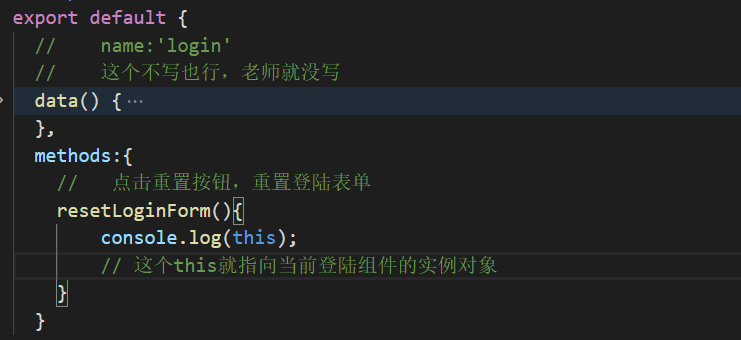 export default {
//    name:'login'
//    这个不写也行，老师就没写
data() {…
},
methods:{
//   点击重置按钮，重置登陆表单
resetLoginForm(){
console.log(this);
// 这个this就指向当前登陆组件的实例对象
}
}